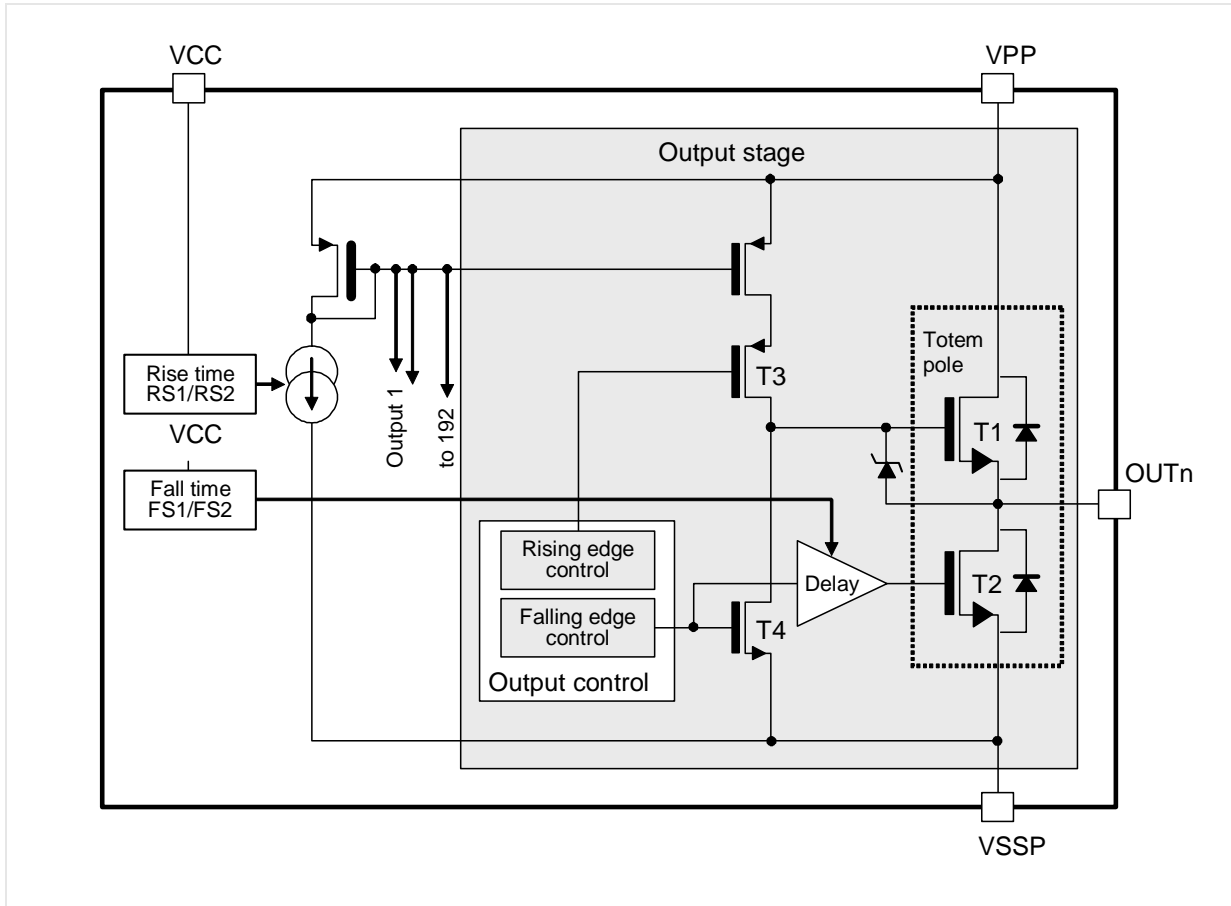 VCC
VPP
Output stage
Totem
pole
T3
Rise time
RS1/RS2
Output 1
to 192
T1
VCC
OUTn
Fall time
FS1/FS2
Rising edge
control
Delay
T2
Falling edge
control
T4
Output control
VSSP